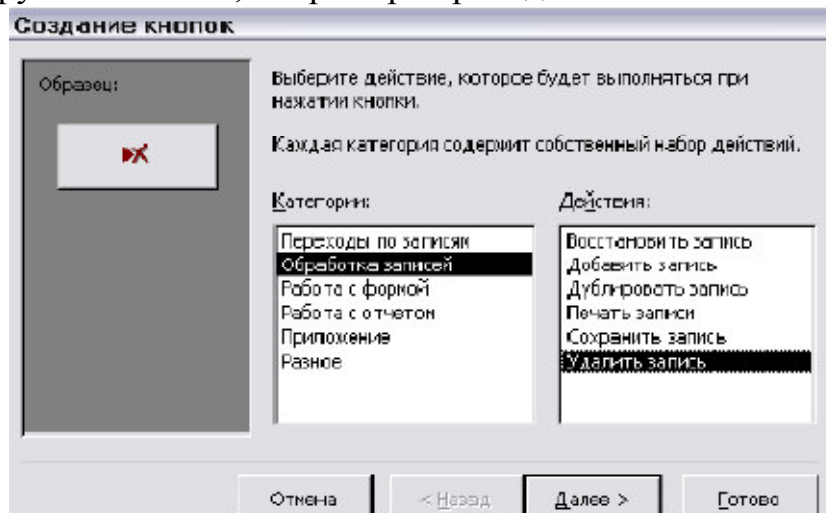 Создание кнопок
Образец:
Выберите действие, которое будет выполняться при
нажатии кнопки.
Каждая категория содержит собственный набор действий.
Категории:
Действия:
Переходы по записям
Обработка записей
Работа с формой
Работа с отчетом
Приложение
Разное
Восстановить запись
Добавить запись
Дублировать запись
Печать записи
Сохранить запись
Удалить запись
Отмена
< Назад
Далее >
Готово